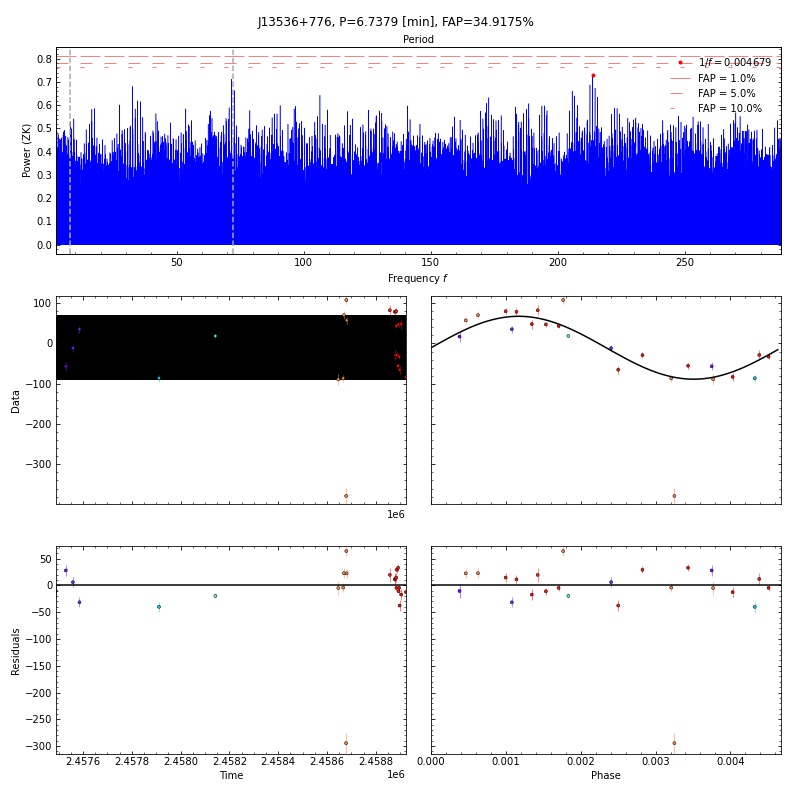 J13536+776, P=6.7379 [min], FAP=34.9175%
Period
0.8
0.7
0.6
0.5
0.4
0.3
0.2
0.1
0.0
Power (ZK)
1/f = 0.004679
FAP = 1.0%
FAP = 5.0%
FAP = 10.0%
50 100 150 200 250
Frequency f
100
0
−100
−200
−300
Data
1e6
50
0
−50
−100
−150
−200
−250
−300
Residuals
2.4576 2.4578 2.4580 2.4582 2.4584 2.4586 2.4588
1e6
Time
0.000 0.001 0.002 0.003 0.004
Phase